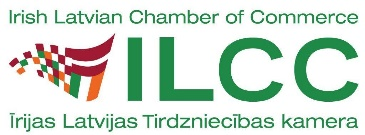 Irish Latvian Chamber of Commerce
ILCC
Īrijas Latvijas Tirdzniecības kamera